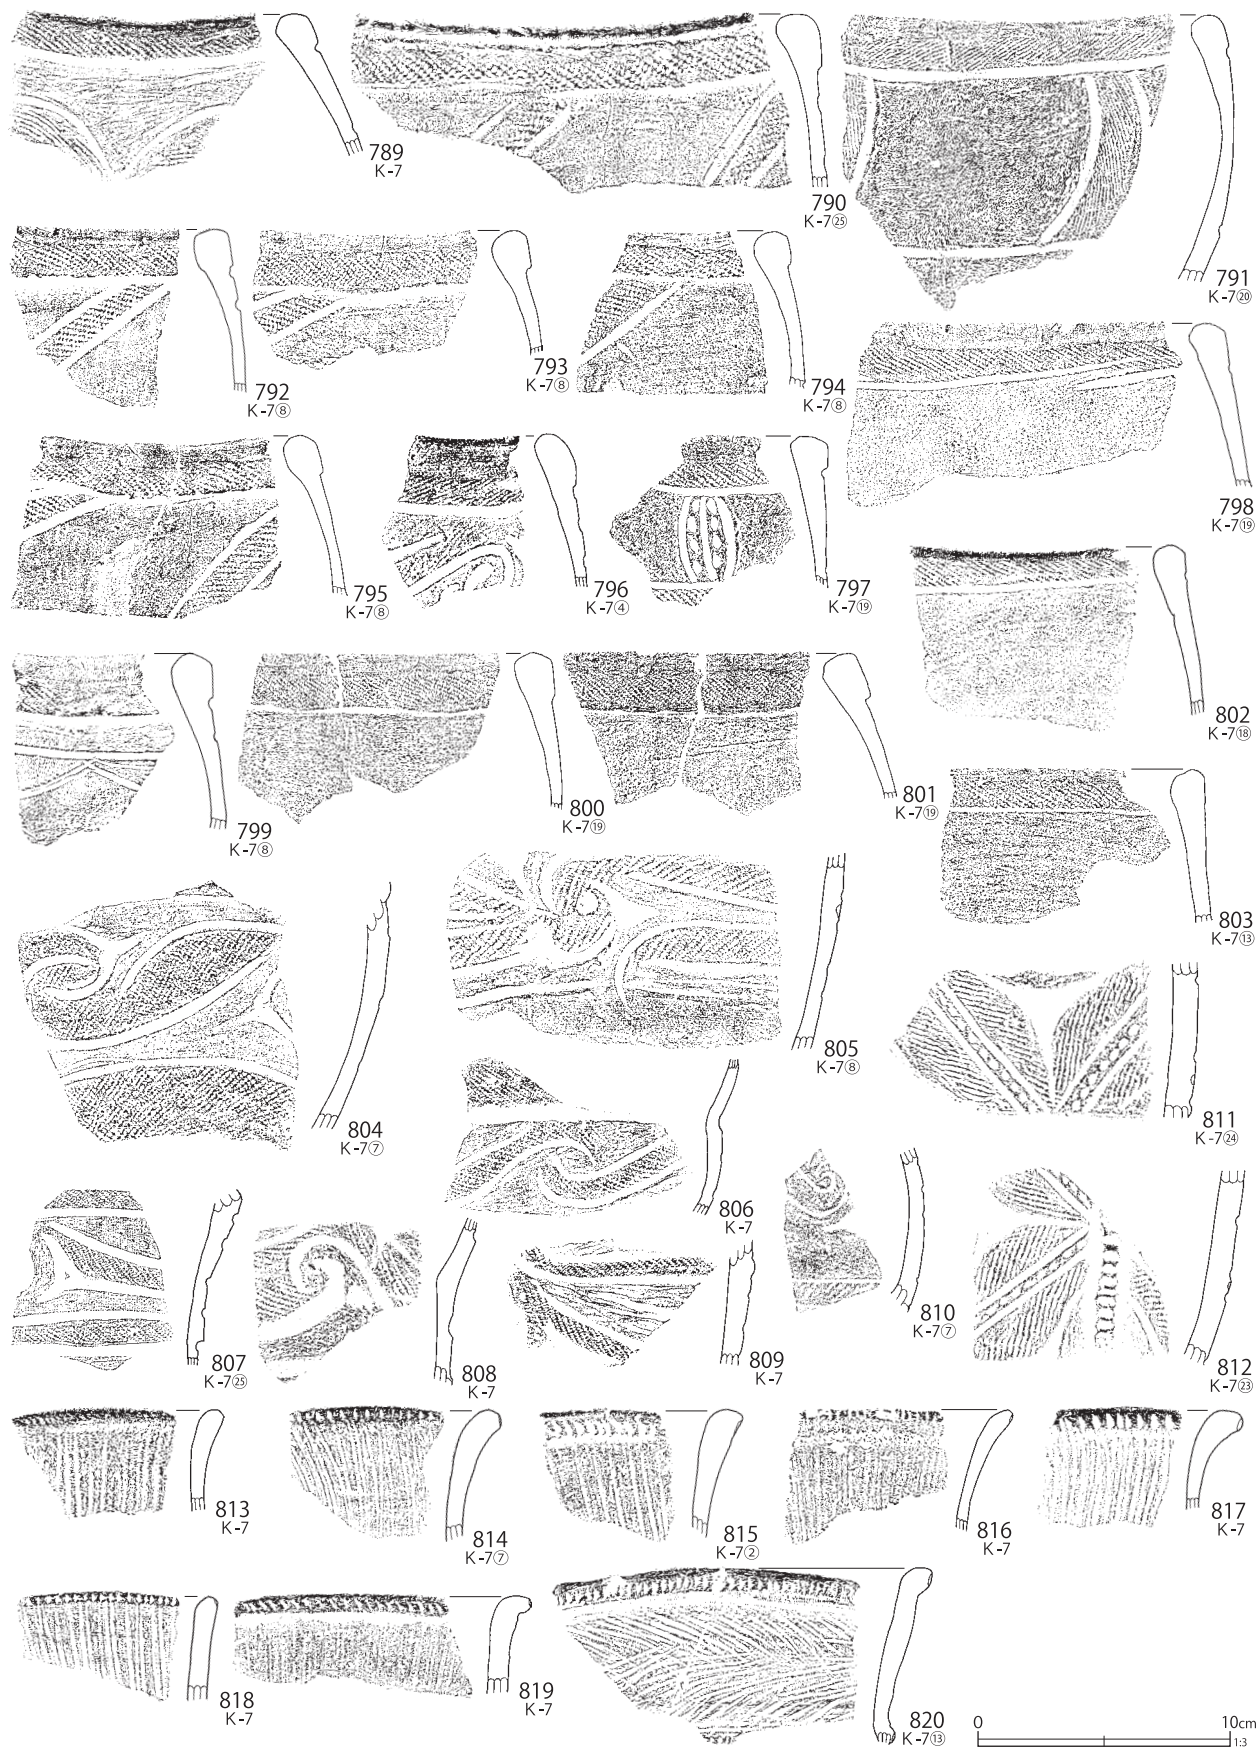 789
K-7
790
K-7㉕
791
K-7⑳
792
K-7⑧
793
K-7⑧
794
K-7⑧
795
K-7⑧
796
K-7④
797
K-7⑲
798
K-7⑲
799
K-7⑧
800
K-7⑲
801
K-7⑲
802
K-7⑱
803
K-7⑬
804
K-7⑦
805
K-7⑧
806
K-7
807
K-7㉕
808
K-7
809
K-7
810
K-7⑦
811
K-7㉔
812
K-7㉓
813
K-7
814
K-7⑦
815
K-7②
816
K-7
817
K-7
818
K-7
819
K-7
820
K-7⑬
0 10cm
1:3